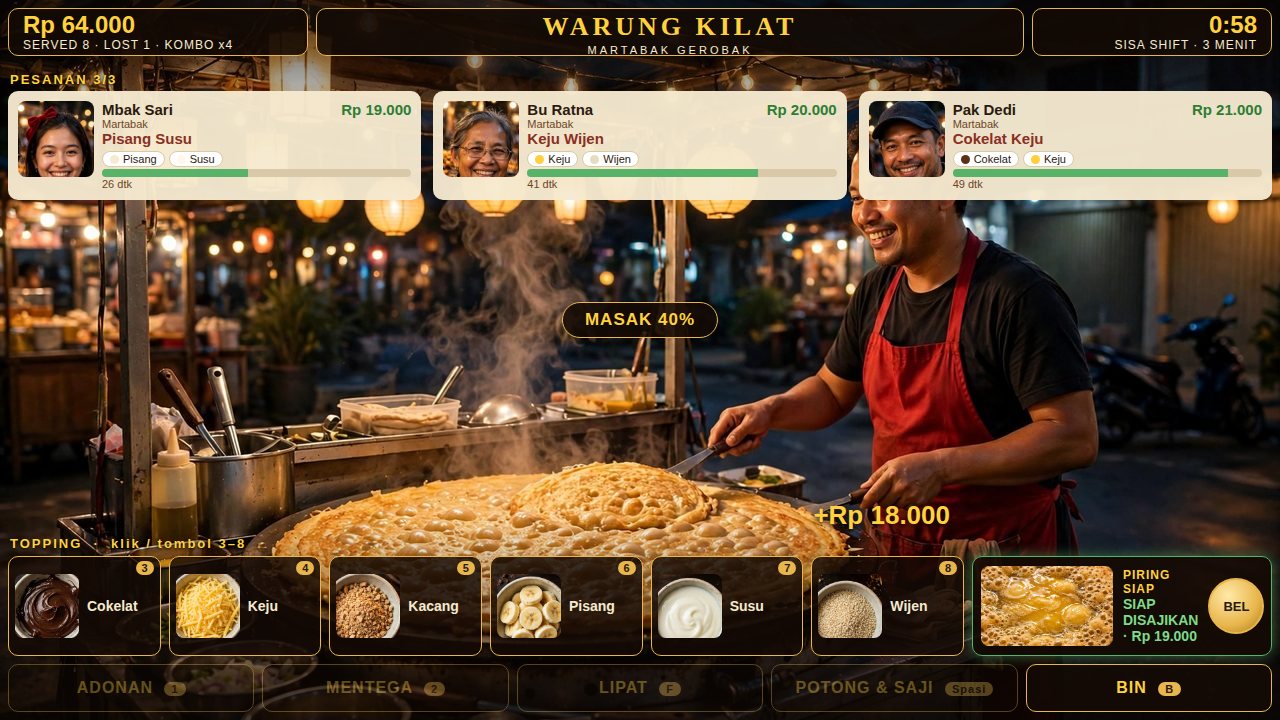 Rp 64.000
SERVED 8 · LOST 1 · KOMBO x4
WARUNG KILAT
MARTABAK GEROBAK
0:58
SISA SHIFT · 3 MENIT
PESANAN 3/3
Mbak Sari
Rp 19.000
Martabak
Pisang Susu
Pisang
Susu
26 dtk
Bu Ratna
Rp 20.000
Martabak
Keju Wijen
Keju
Wijen
41 dtk
Pak Dedi
Rp 21.000
Martabak
Cokelat Keju
Cokelat
Keju
49 dtk
MASAK 40%
+Rp 18.000
TOPPING · klik / tombol 3–8
3
Cokelat
4
Keju
5
Kacang
6
Pisang
7
Susu
8
Wijen
PIRING
SIAP
SIAP
DISAJIKAN
· Rp 19.000
BEL
ADONAN 1
MENTEGA 2
LIPAT F
POTONG & SAJI Spasi
BIN B